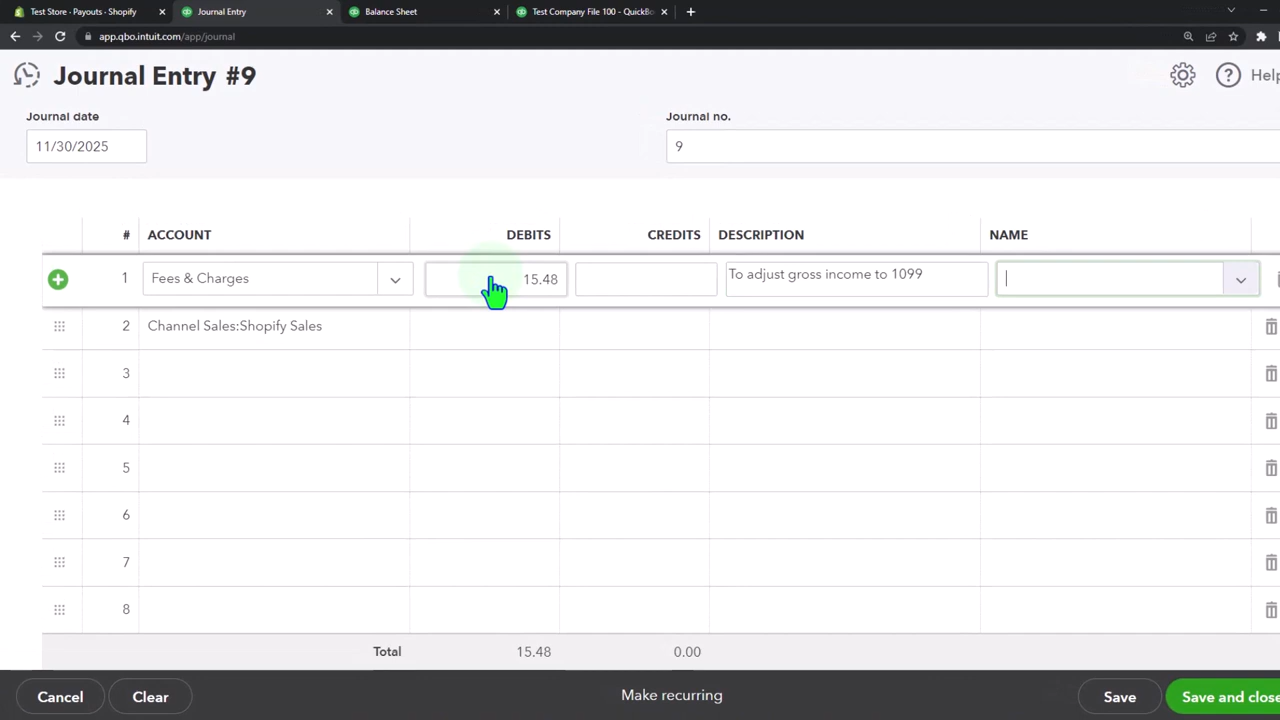 Test Store - Payouts - Shopify
Journal Entry
Balance Sheet
Test Company File 100 - QuickBo
app.qbo.intuit.com/app/journal
Journal Entry #9
Help
Journal date
Journal no.
11/30/2025
9
# ACCOUNT DEBITS CREDITS DESCRIPTION NAME
1 Fees & Charges 15.48 To adjust gross income to 1099
2 Channel Sales:Shopify Sales
3
4
5
6
7
8
Total 15.48 0.00
Cancel Clear Make recurring Save Save and close